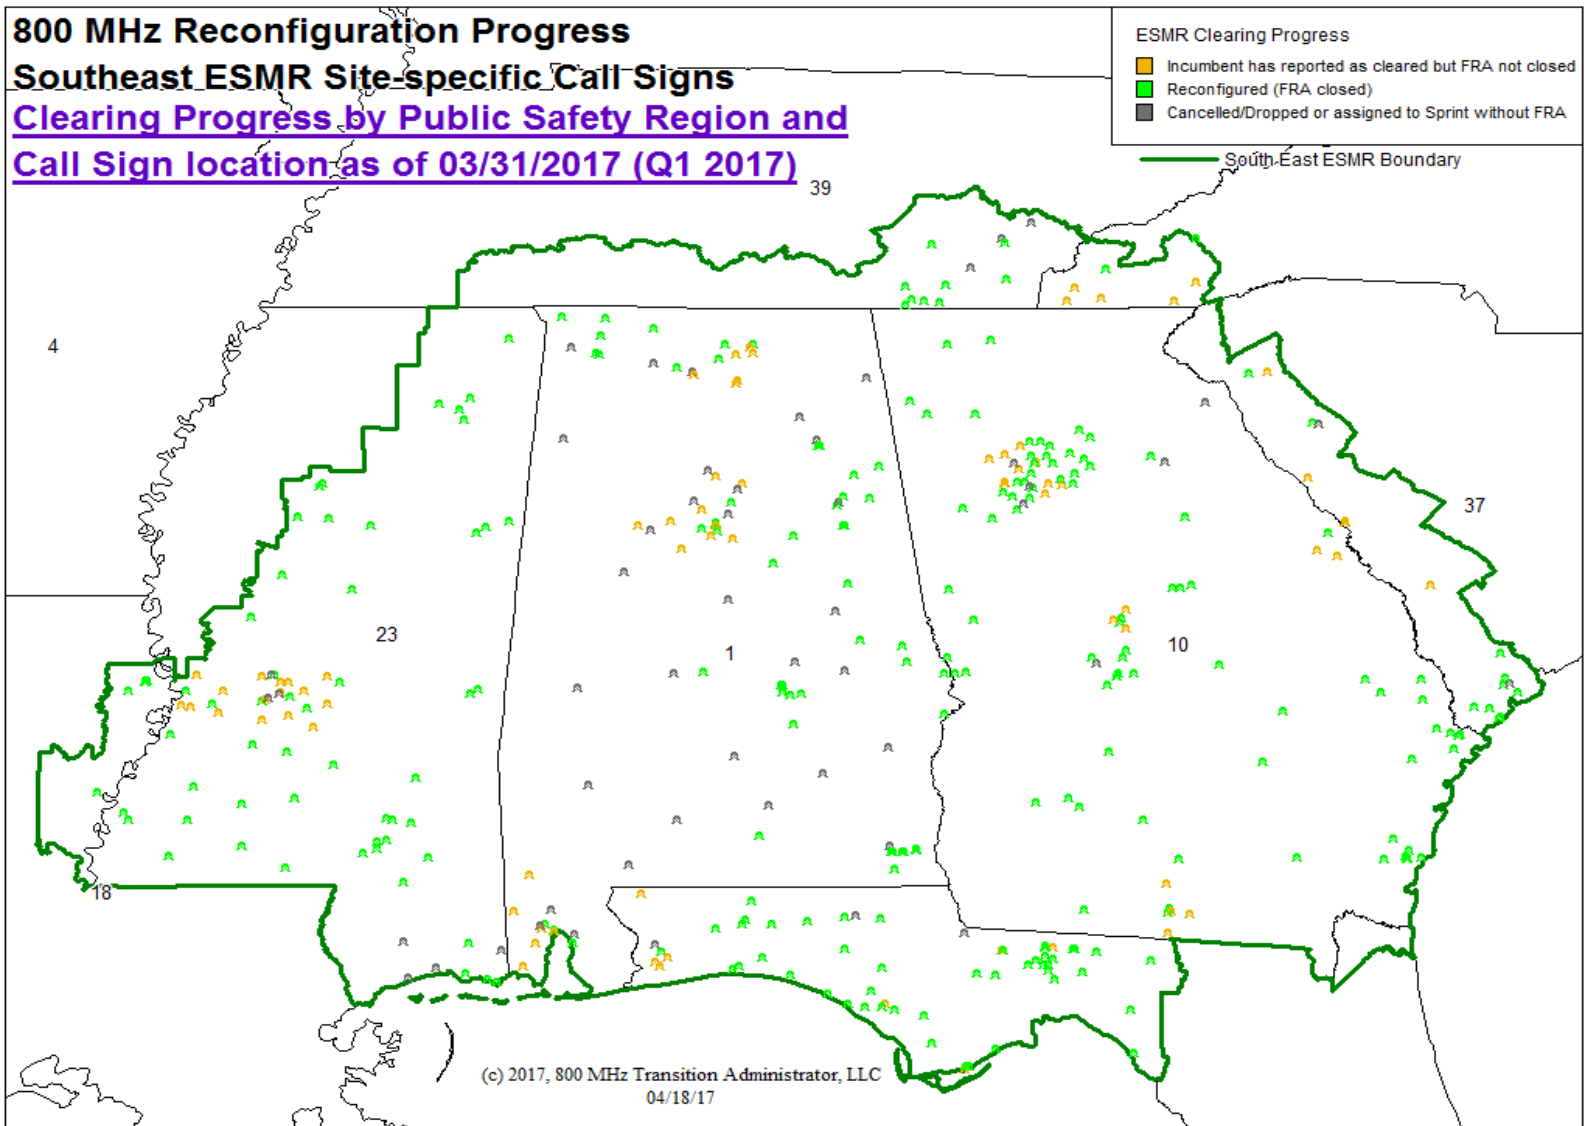 800 MHz Reconfiguration Progress
Southeast ESMR Site-specific Call Signs
Clearing Progress by Public Safety Region and
Call Sign location as of 03/31/2017 (Q1 2017)
ESMR Clearing Progress
Incumbent has reported as cleared but FRA not closed
Reconfigured (FRA closed)
Cancelled/Dropped or assigned to Sprint without FRA
South East ESMR Boundary
39
4
37
23
1
10
18
(c) 2017, 800 MHz Transition Administrator, LLC
04/18/17